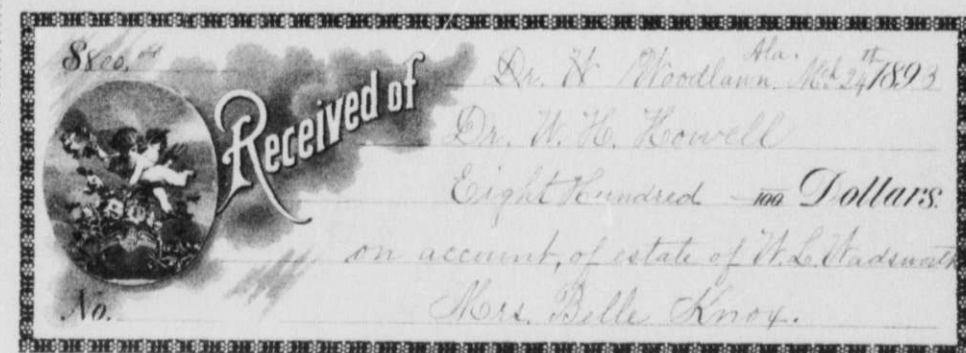 $800.00
Dr. W Woodlawn, Ala. Mch 24th 1893
Received of Dr. W. H. Howell
Eight Hundred — 100 Dollars.
on account, of estate of W. L. Wadsworth
No. Mrs. Belle Knox.